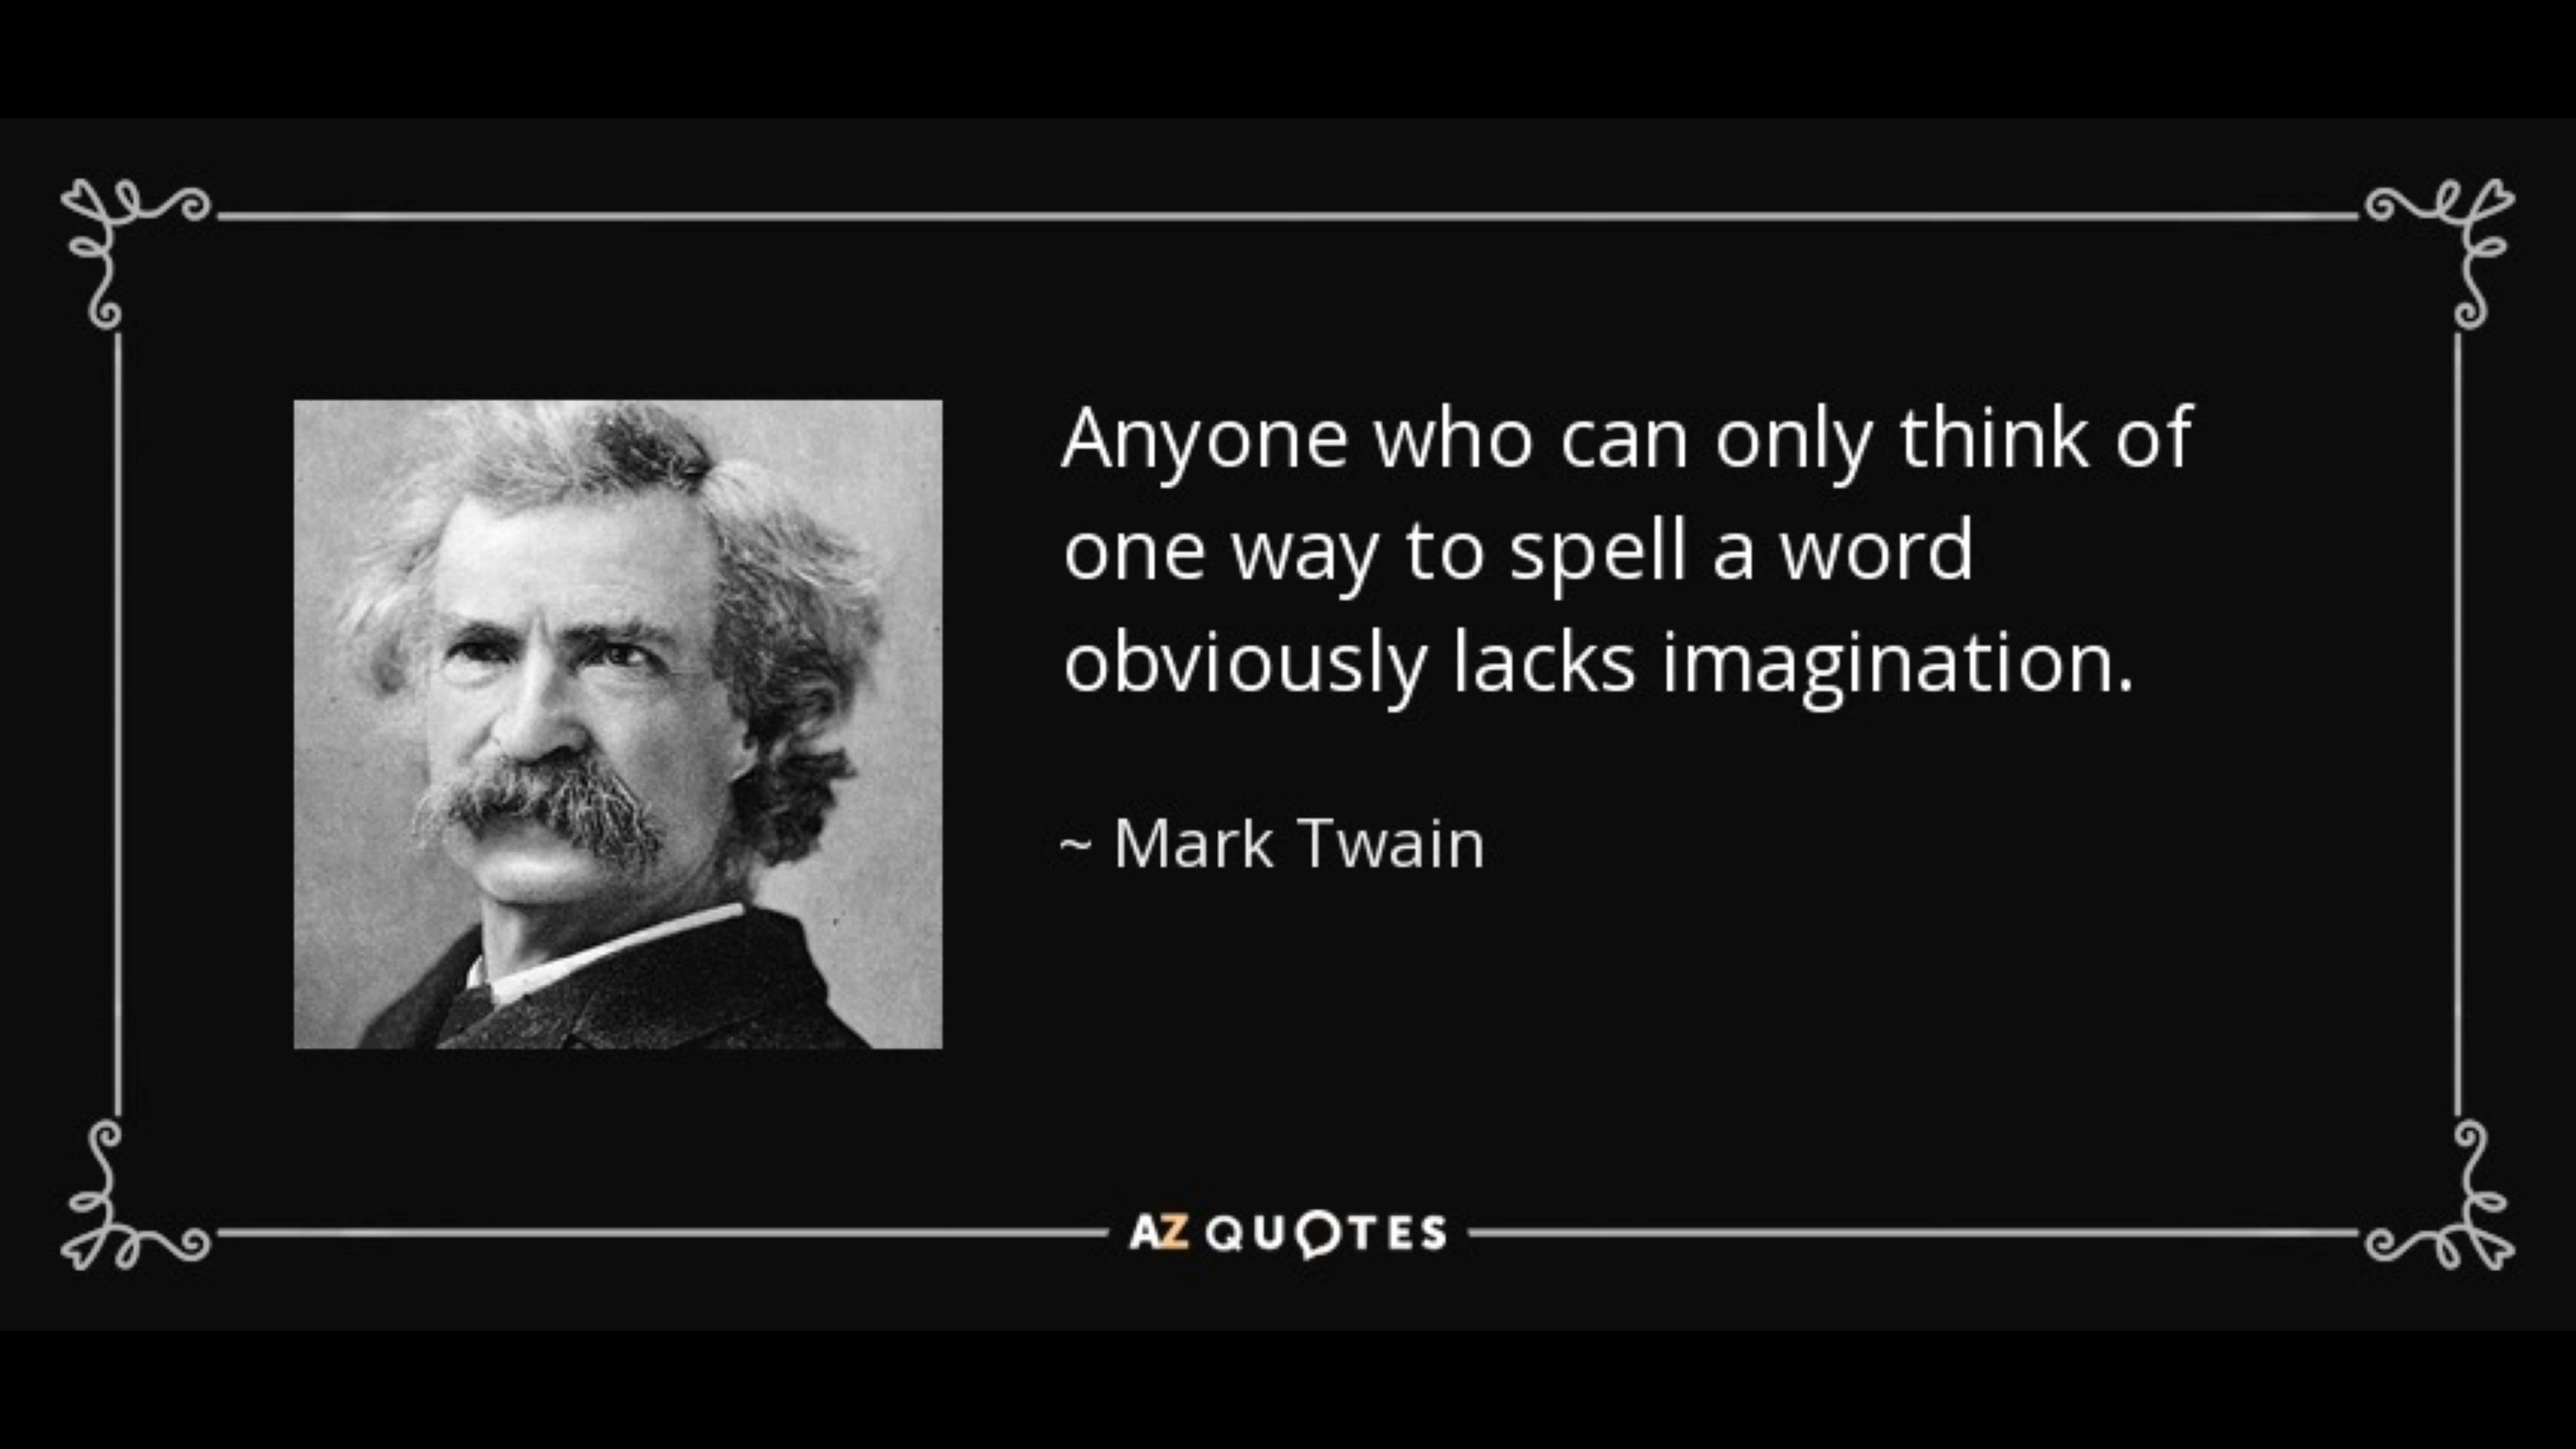 Anyone who can only think of
one way to spell a word
obviously lacks imagination.
~ Mark Twain
AZ QUOTES